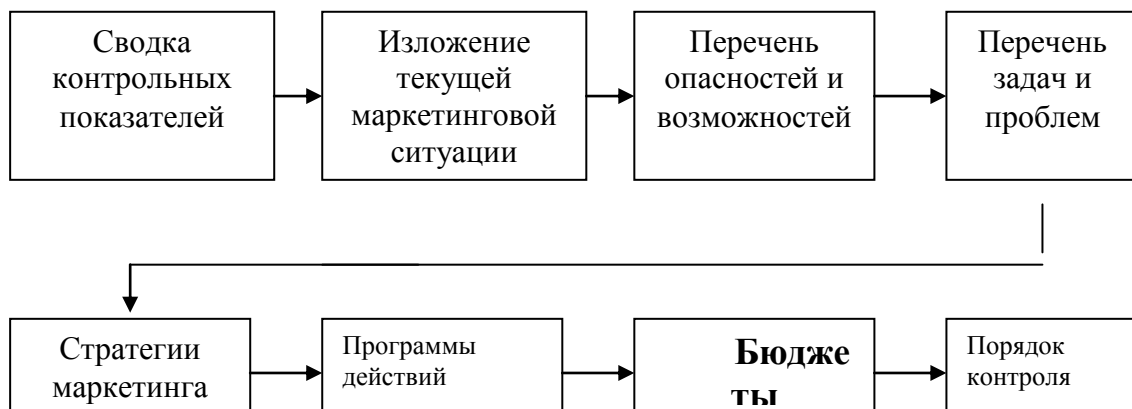 Сводка
контрольных
показателей
Изложение
текущей
маркетинговой
ситуации
Перечень
опасностей и
возможностей
Перечень
задач и
проблем
Стратегии
маркетинга
Программы
действий
Бюдже
ты
Порядок
контроля